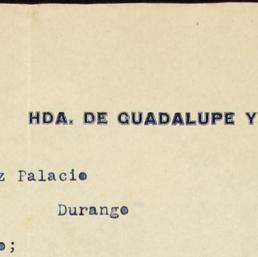 HDA. DE GUADALUPE Y
z Palacio
Durango
o;